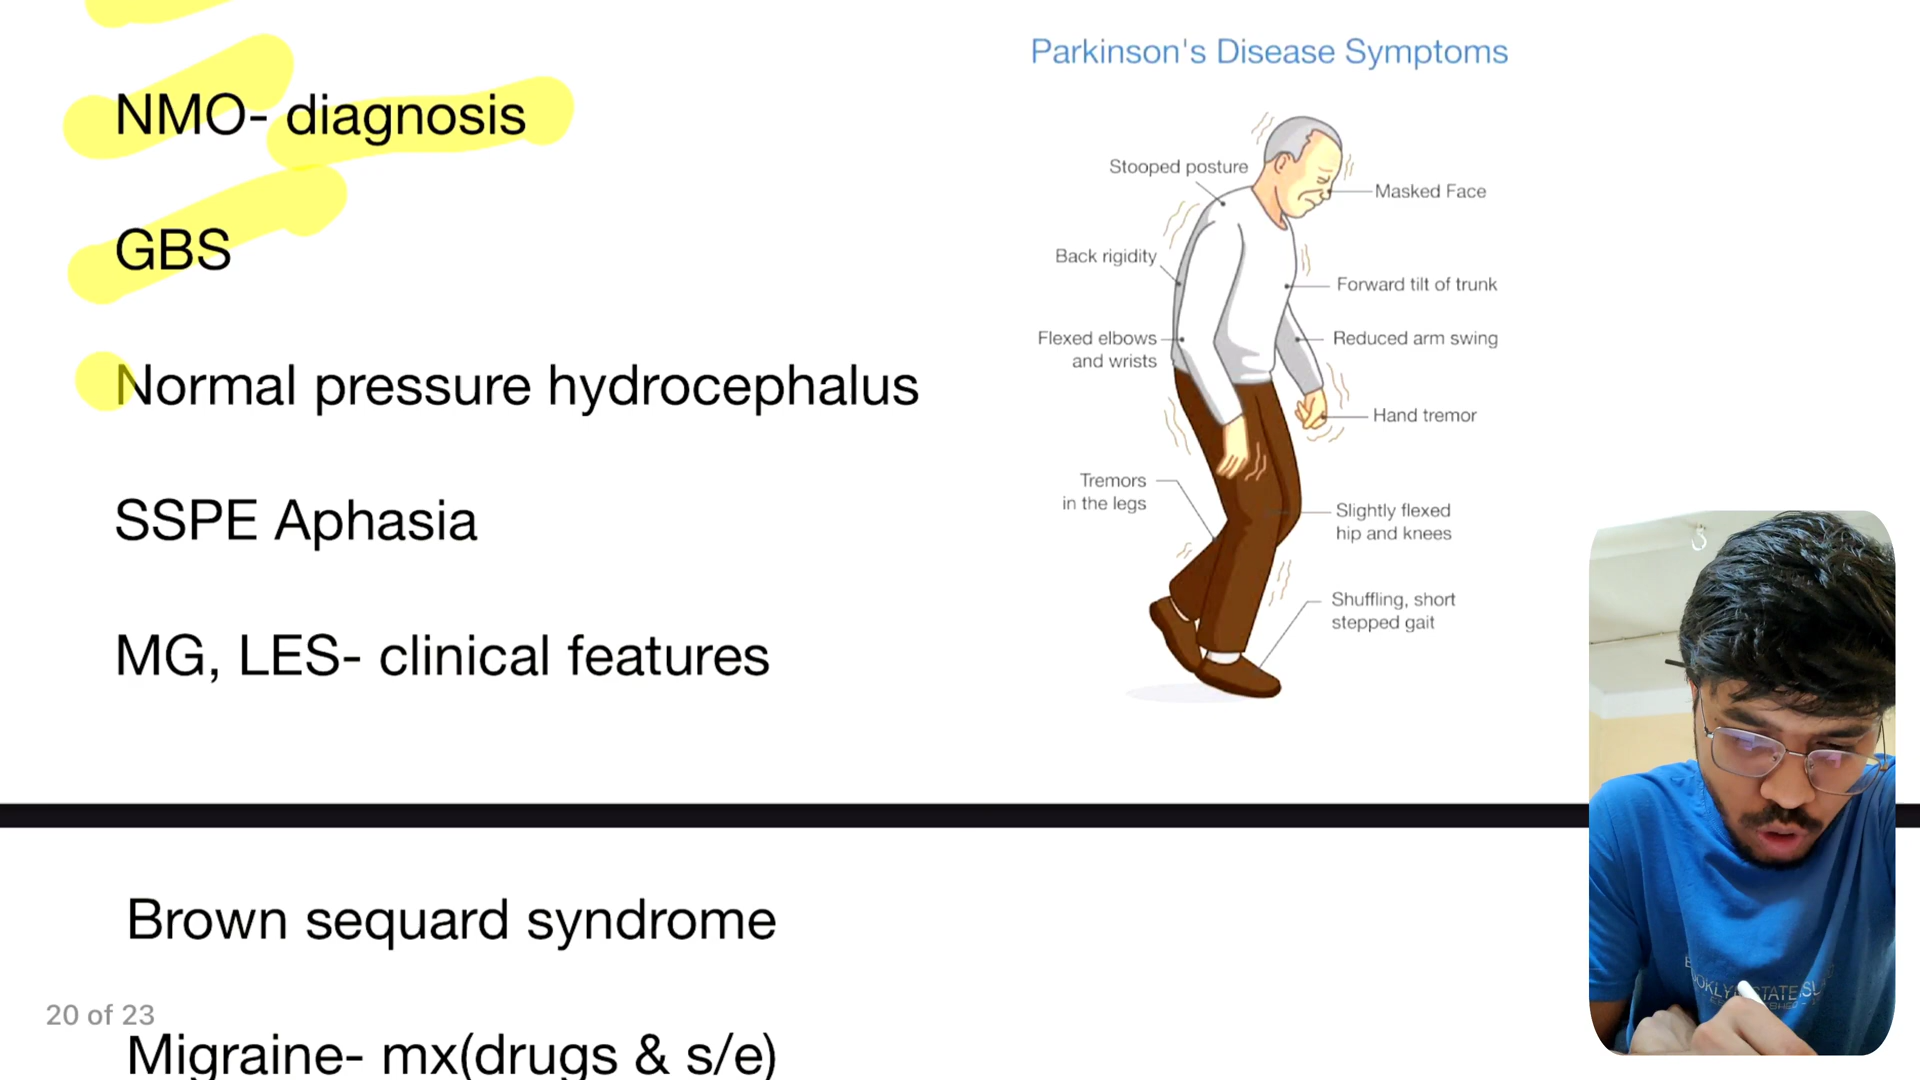 NMO- diagnosis
GBS
Normal pressure hydrocephalus
SSPE Aphasia
MG, LES- clinical features
Parkinson's Disease Symptoms
Stooped posture
Masked Face
Back rigidity
Forward tilt of trunk
Flexed elbows
and wrists
Reduced arm swing
Hand tremor
Tremors
in the legs
Slightly flexed
hip and knees
Shuffling, short
stepped gait
Brown sequard syndrome
Migraine- mx(drugs & s/e)
20 of 23